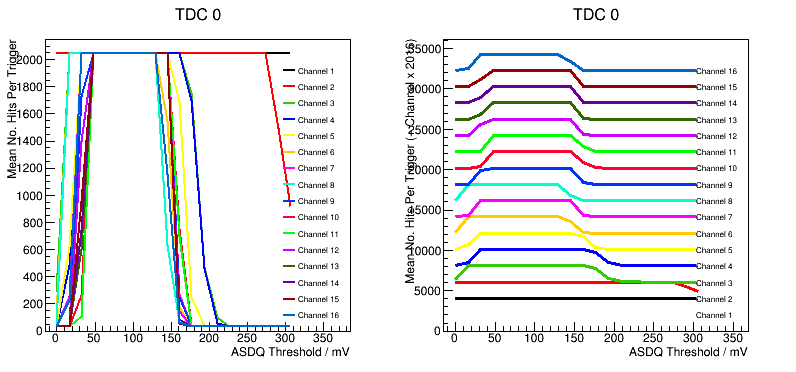 TDC 0
Mean No. Hits Per Trigger
2000
1800
1600
1400
1200
1000
800
600
400
200
0
0 50 100 150 200 250 300 350
ASDQ Threshold / mV
Channel 1
Channel 2
Channel 3
Channel 4
Channel 5
Channel 6
Channel 7
Channel 8
Channel 9
Channel 10
Channel 11
Channel 12
Channel 13
Channel 14
Channel 15
Channel 16
TDC 0
Mean No. Hits Per Trigger (+ Channel x
35000
30000
25000
20000
15000
10000
5000
0
0 50 100 150 200 250 300 350
ASDQ Threshold / mV
Channel 16
Channel 15
Channel 14
Channel 13
Channel 12
Channel 11
Channel 10
Channel 9
Channel 8
Channel 7
Channel 6
Channel 5
Channel 4
Channel 3
Channel 2
Channel 1